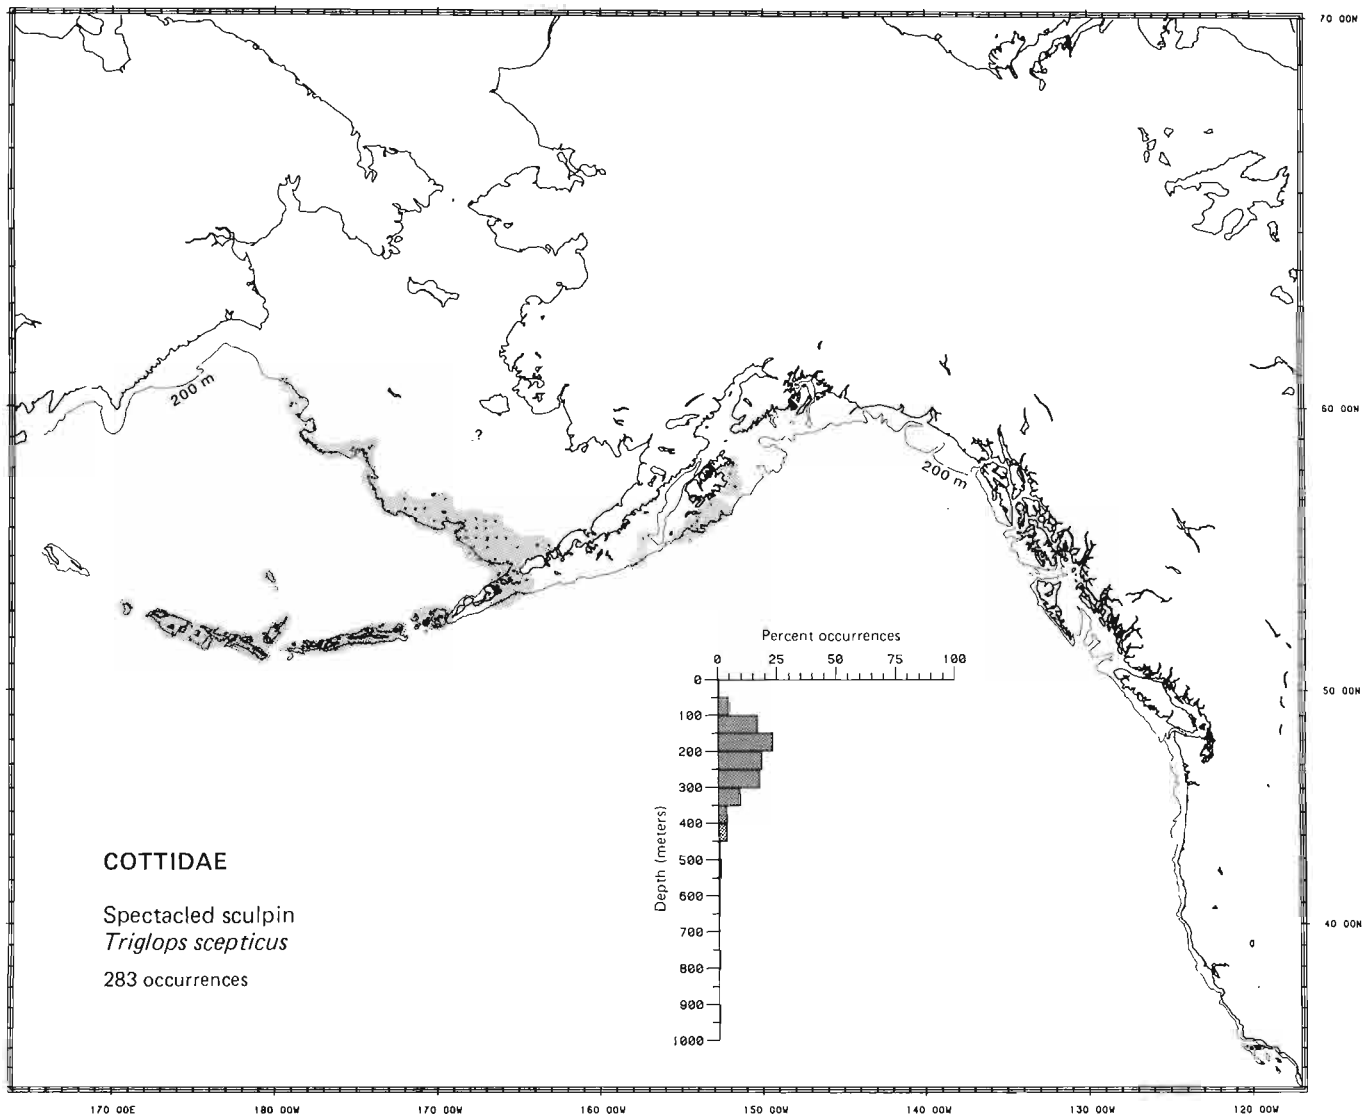 70 00N
200 m
60 00N
?
200 m
Percent occurrences
0 25 50 75 100
0
50 00N
100
200
300
400
Depth (meters)
500
600
700
800
900
1000
COTTIDAE
Spectacled sculpin
Triglops scepticus
283 occurrences
40 00N
170 00E 180 00W 170 00W 160 00W 150 00W 140 00W 130 00W 120 00W